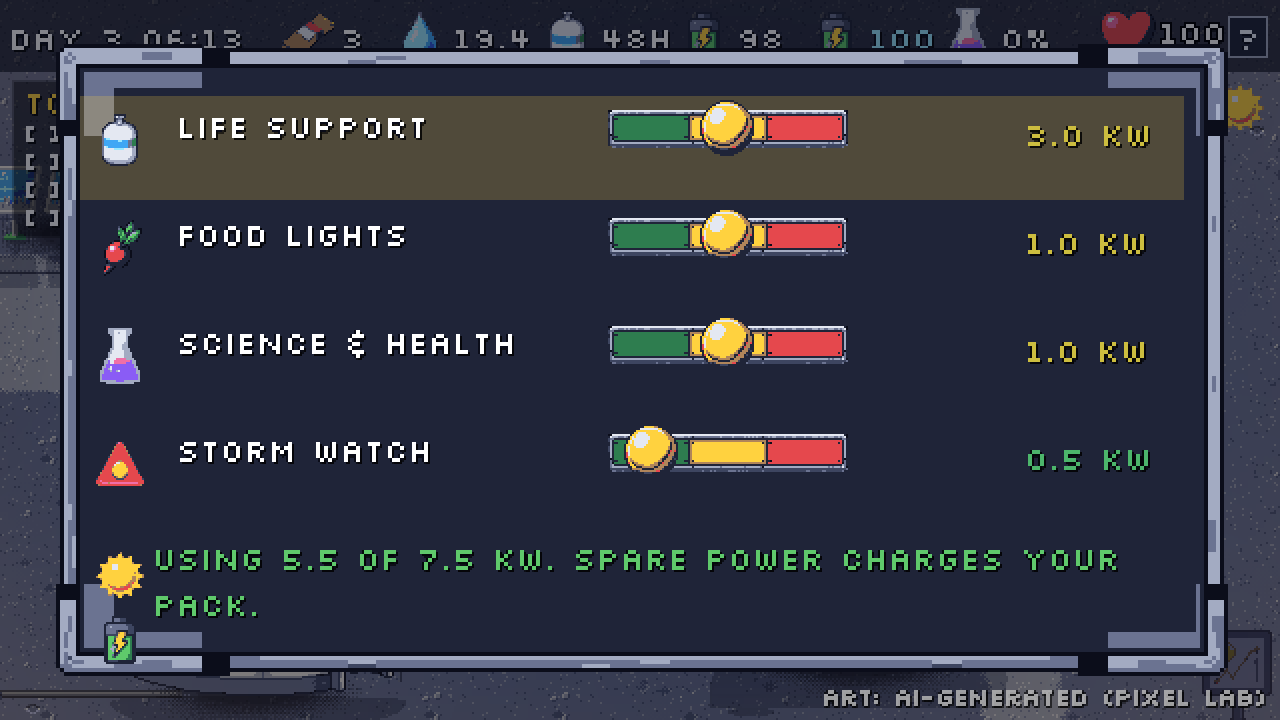 DAY 3 06:13 3 19.4 48H 98 100 0% 100 ?
LIFE SUPPORT 3.0 KW
FOOD LIGHTS 1.0 KW
SCIENCE & HEALTH 1.0 KW
STORM WATCH 0.5 KW
USING 5.5 OF 7.5 KW. SPARE POWER CHARGES YOUR
PACK.
ART: AI-GENERATED (PIXEL LAB)